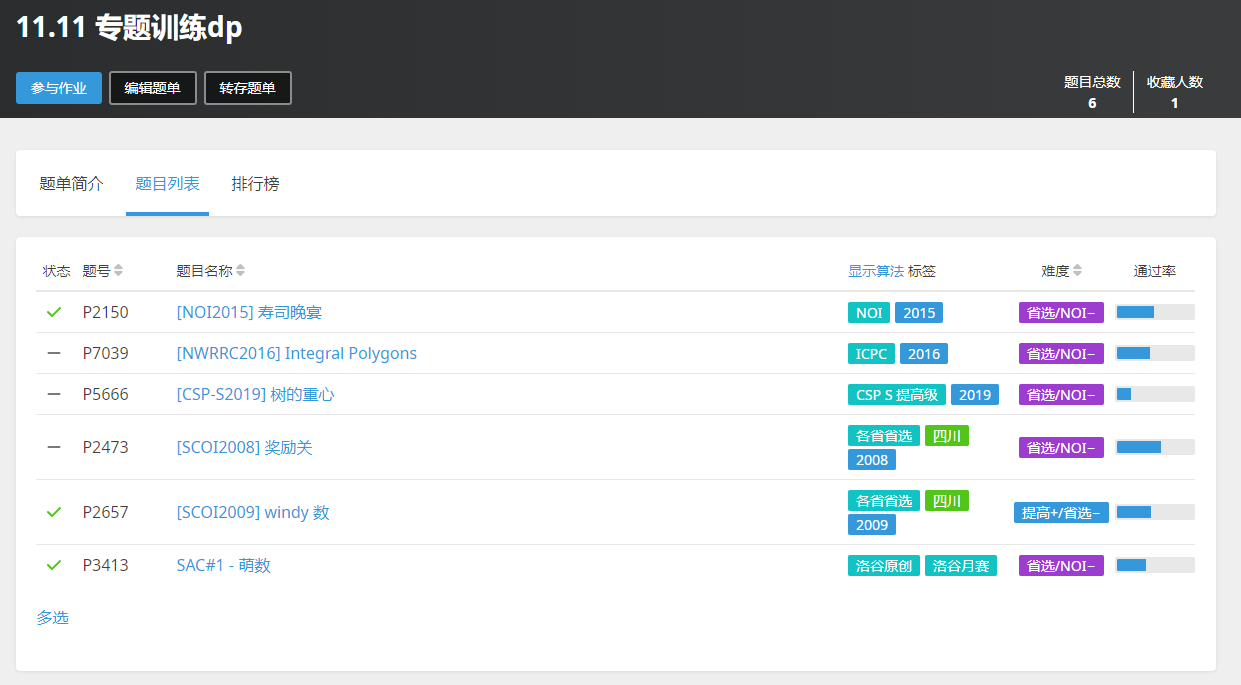 11.11 专题训练dp
参与作业 编辑题单 转存题单
题目总数 收藏人数
6 1
题单简介 题目列表 排行榜
状态 题号 题目名称 显示算法 标签 难度 通过率
P2150 [NOI2015] 寿司晚宴 NOI 2015 省选/NOI−
P7039 [NWRRC2016] Integral Polygons ICPC 2016 省选/NOI−
P5666 [CSP-S2019] 树的重心 CSP S 提高级 2019 省选/NOI−
P2473 [SCOI2008] 奖励关 各省省选 四川 2008 省选/NOI−
P2657 [SCOI2009] windy 数 各省省选 四川 2009 提高+/省选−
P3413 SAC#1 - 萌数 洛谷原创 洛谷月赛 省选/NOI−
多选